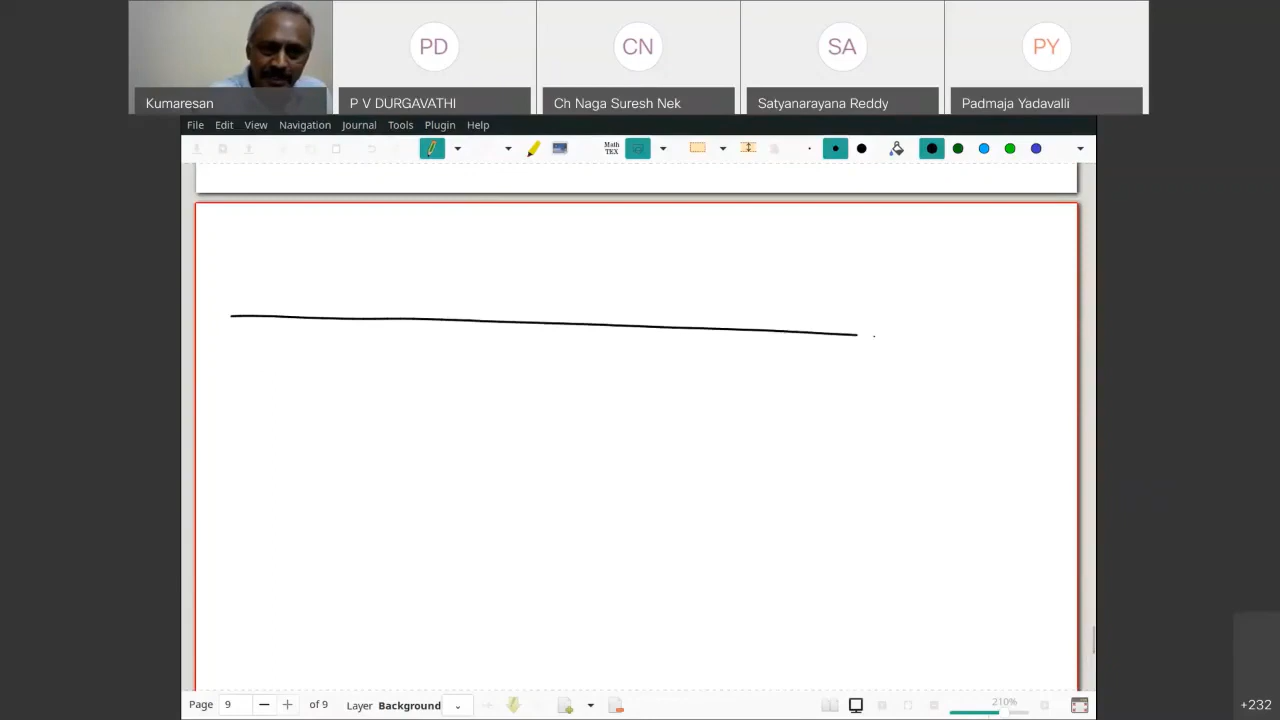 PD
CN
SA
PY
Kumaresan
P V DURGAVATHI
Ch Naga Suresh Nek
Satyanarayana Reddy
Padmaja Yadavalli
File Edit View Navigation Journal Tools Plugin Help
Math
TEX
Page 9 of 9 Layer Background 210%
+232